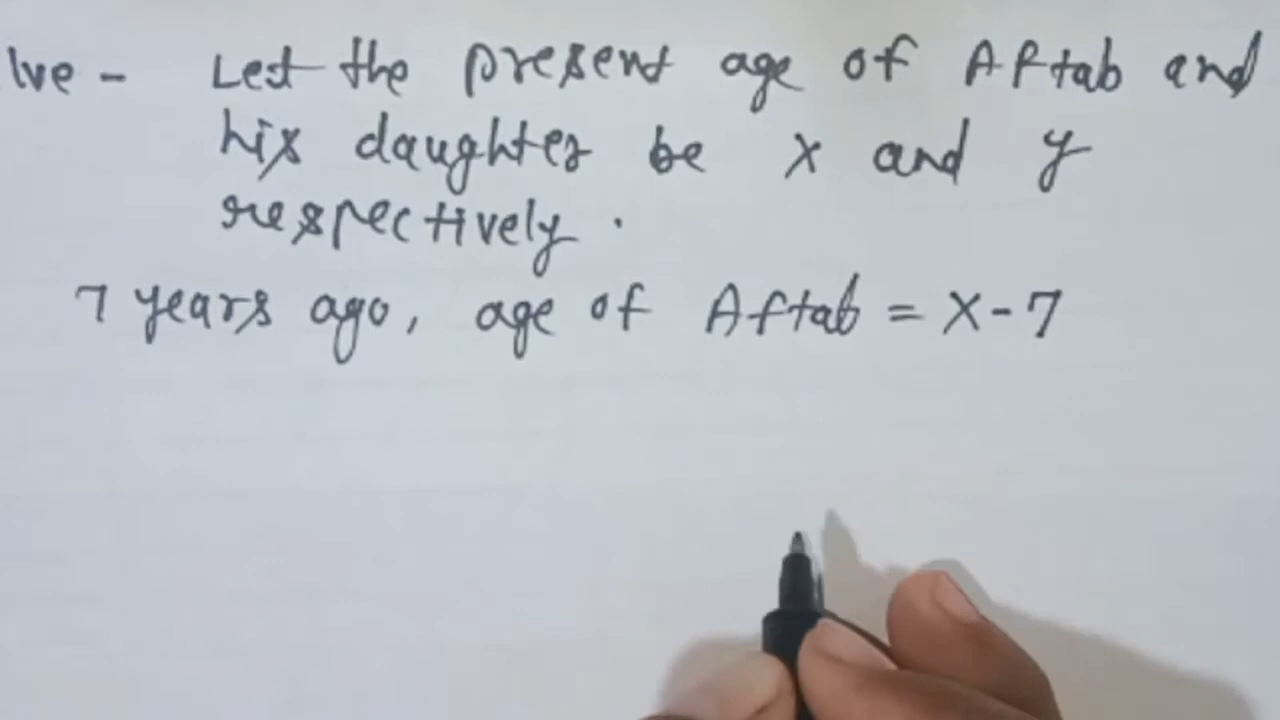 lve - Let the present age of Aftab and
his daughter be x and y
respectively.
7 years ago, age of Aftab = x-7